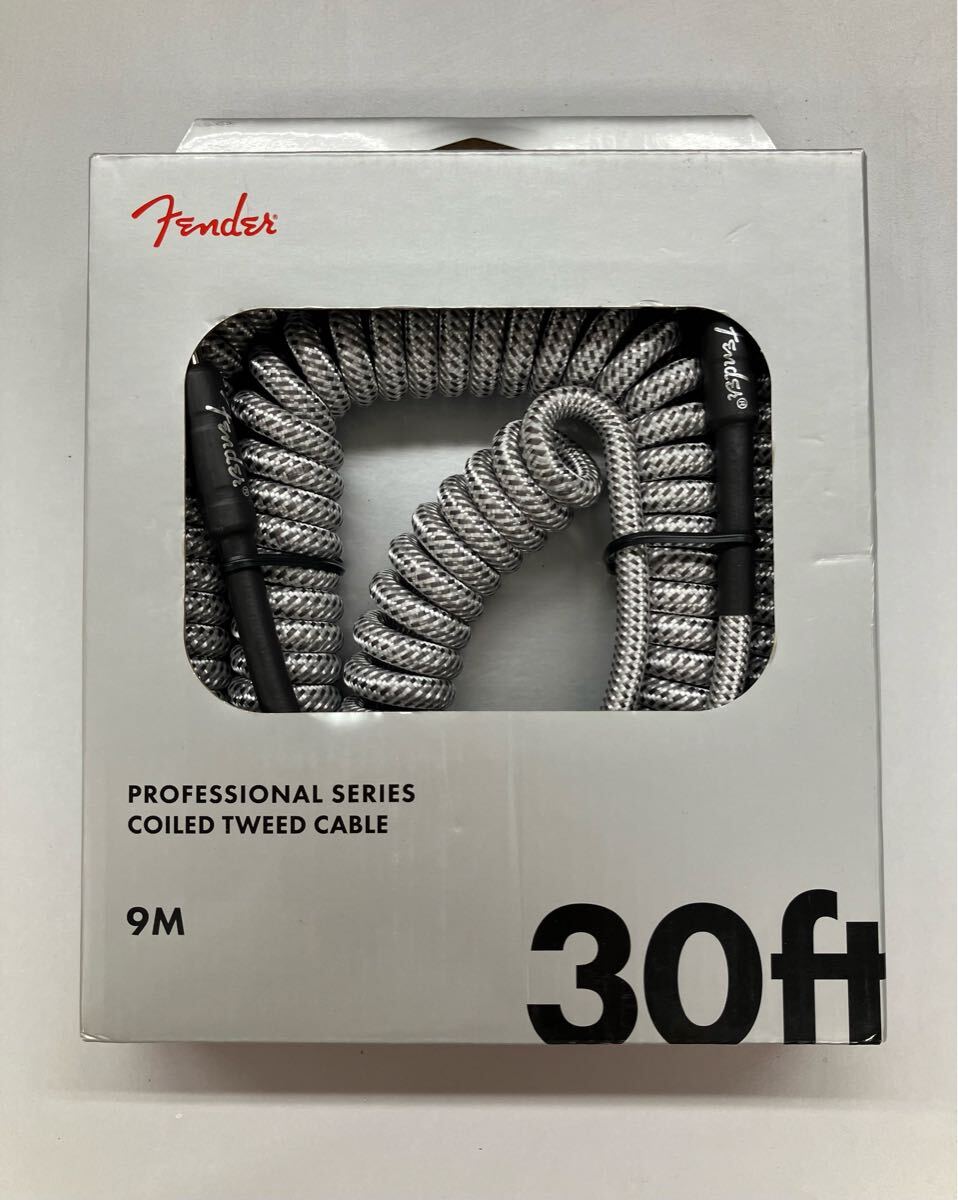 Fender®
Fender®
Fender®
PROFESSIONAL SERIES
COILED TWEED CABLE
9M
30ft